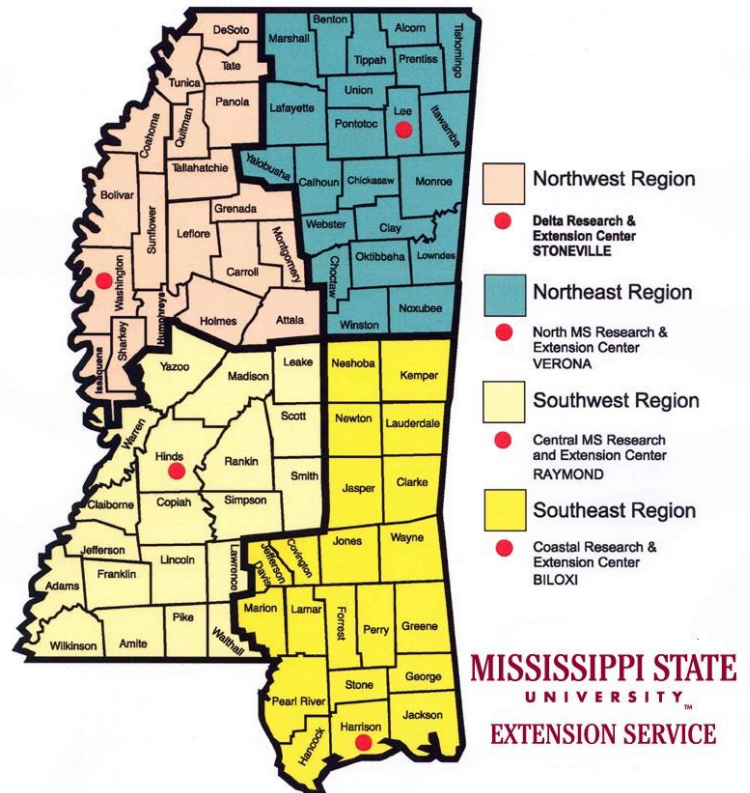 DeSoto
Benton
Alcorn
Tishomingo
Marshall
Tate
Tippah
Prentiss
Tunica
Panola
Union
Lafayette
Lee
Itawamba
Quitman
Coahoma
Pontotoc
Yalobusha
Tallahatchie
Calhoun
Chickasaw
Monroe
Bolivar
Sunflower
Grenada
Leflore
Webster
Clay
Montgomery
Carroll
Choctaw
Oktibbeha
Lowndes
Washington
Humphreys
Holmes
Attala
Winston
Noxubee
Sharkey
Issaquena
Yazoo
Madison
Leake
Neshoba
Kemper
Scott
Newton
Lauderdale
Warren
Hinds
Rankin
Smith
Jasper
Clarke
Claiborne
Copiah
Simpson
Jefferson
Lincoln
Lawrence
Jefferson
Davis
Covington
Jones
Wayne
Adams
Franklin
Marion
Lamar
Forrest
Perry
Greene
Wilkinson
Amite
Pike
Walthall
Pearl River
Stone
George
Hancock
Harrison
Jackson
Northwest Region
Delta Research &
Extension Center
STONEVILLE
Northeast Region
North MS Research &
Extension Center
VERONA
Southwest Region
Central MS Research
and Extension Center
RAYMOND
Southeast Region
Coastal Research &
Extension Center
BILOXI
MISSISSIPPI STATE
UNIVERSITY™
EXTENSION SERVICE